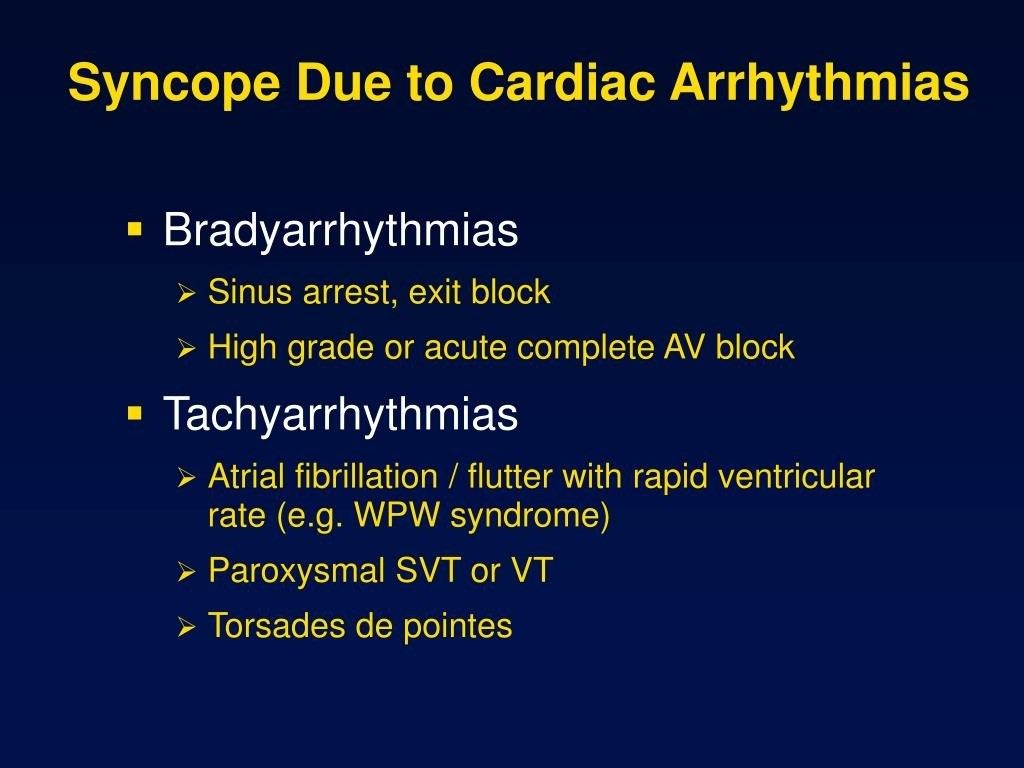 Syncope Due to Cardiac Arrhythmias
Bradyarrhythmias
Sinus arrest, exit block
High grade or acute complete AV block
Tachyarrhythmias
Atrial fibrillation / flutter with rapid ventricular
rate (e.g. WPW syndrome)
Paroxysmal SVT or VT
Torsades de pointes